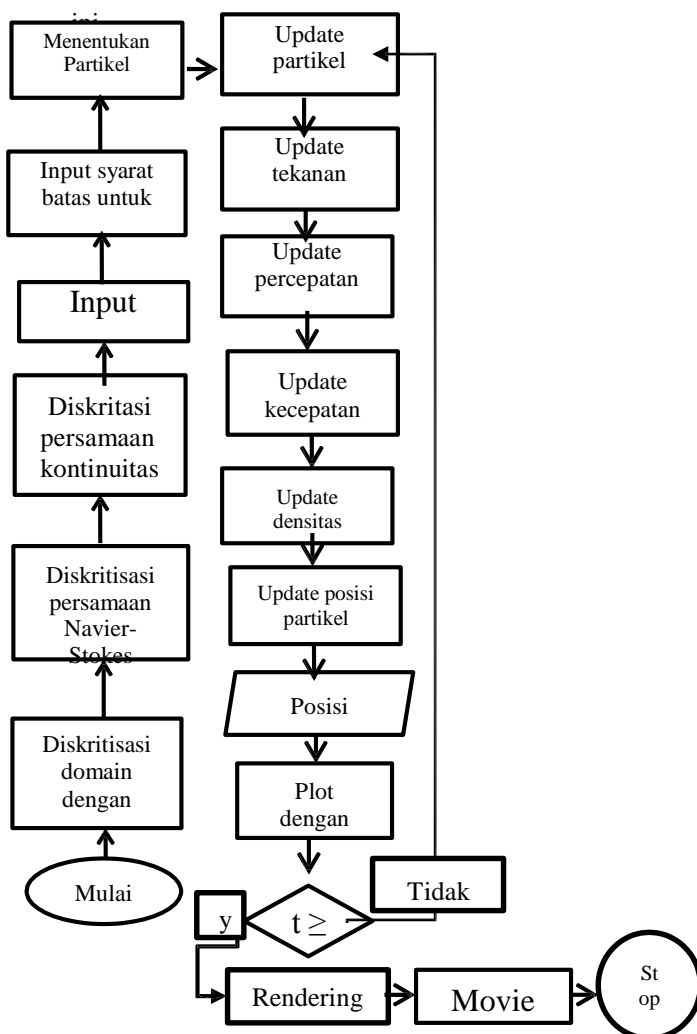 ini
Menentukan
Partikel
Input syarat
batas untuk
Input
Diskritasi
persamaan
kontinuitas
Diskritisasi
persamaan
Navier-
Stokes
Diskritisasi
domain
dengan
Mulai
Update
partikel
Update
tekanan
Update
percepatan
Update
kecepatan
Update
densitas
Update posisi
partikel
Posisi
Plot
dengan
Tidak
y
t ≥
Rendering
Movie
St
op